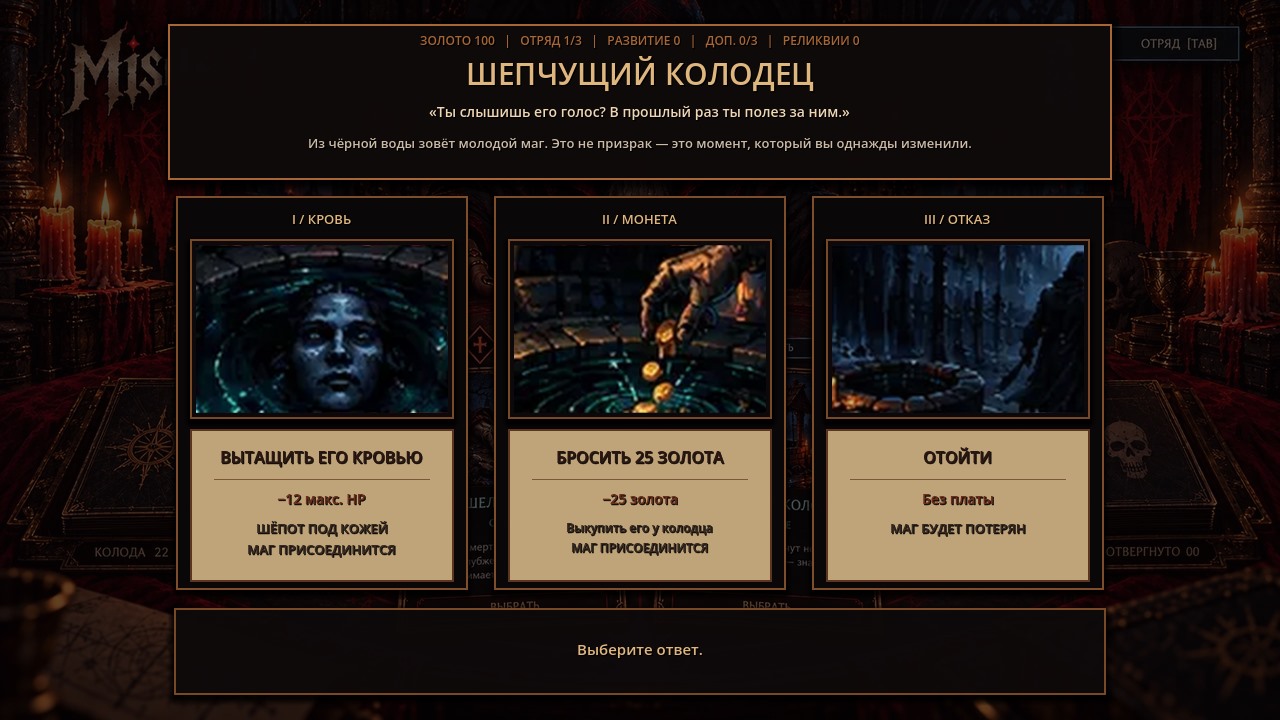 Mis
ЗОЛОТО 100 | ОТРЯД 1/3 | РАЗВИТИЕ 0 | ДОП. 0/3 | РЕЛИКВИИ 0
ОТРЯД [TAB]
ШЕПЧУЩИЙ КОЛОДЕЦ
«Ты слышишь его голос? В прошлый раз ты полез за ним.»
Из чёрной воды зовёт молодой маг. Это не призрак — это момент, который вы однажды изменили.
I / КРОВЬ
ВЫТАЩИТЬ ЕГО КРОВЬЮ
−12 макс. HP
ШЁПОТ ПОД КОЖЕЙ
МАГ ПРИСОЕДИНИТСЯ
II / МОНЕТА
БРОСИТЬ 25 ЗОЛОТА
−25 золота
Выкупить его у колодца
МАГ ПРИСОЕДИНИТСЯ
III / ОТКАЗ
ОТОЙТИ
Без платы
МАГ БУДЕТ ПОТЕРЯН
КОЛОДА 22
ОТВЕРГНУТО 00
ВЫБРАТЬ
ВЫБРАТЬ
Выберите ответ.